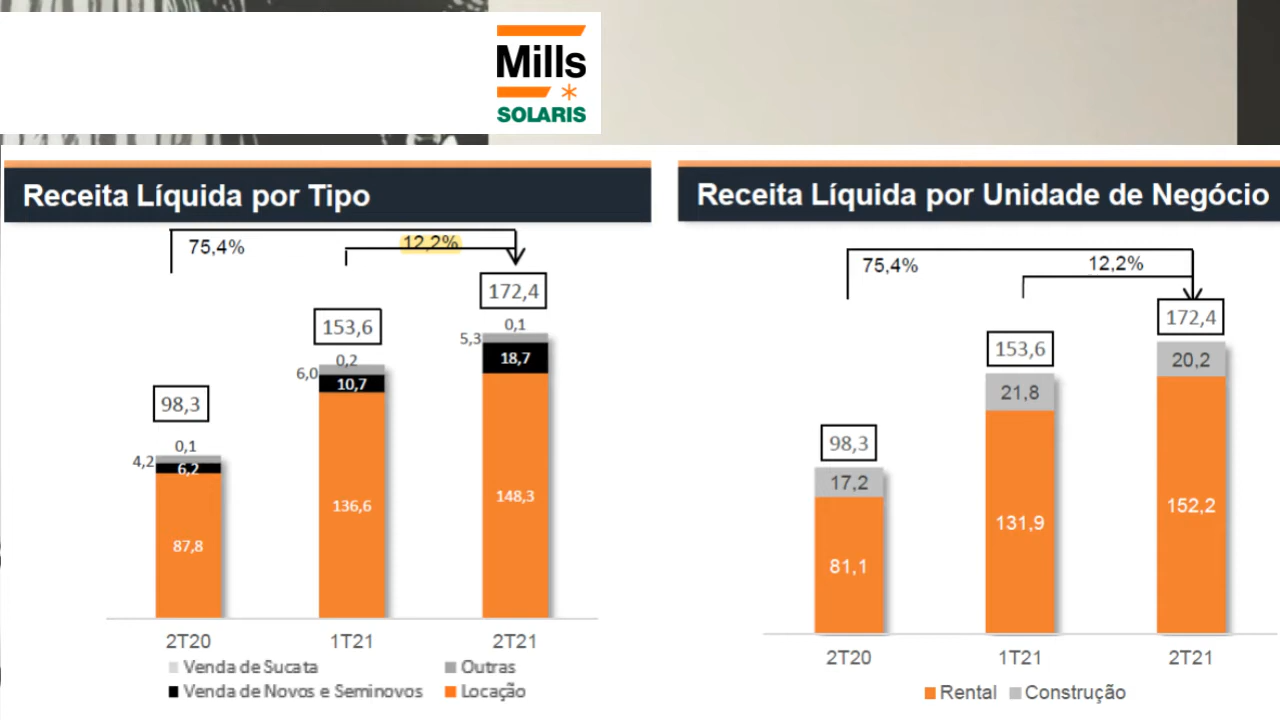 Mills
SOLARIS
Receita Líquida por Tipo
75,4%
12,2%
172,4
153,6
98,3
0,1
5,3
18,7
148,3
0,2
6,0
10,7
136,6
0,1
4,2
6,2
87,8
2T20
1T21
2T21
Venda de Sucata
Outras
Venda de Novos e Seminovos
Locação
Receita Líquida por Unidade de Negócio
75,4%
12,2%
172,4
153,6
98,3
20,2
21,8
17,2
152,2
131,9
81,1
2T20
1T21
2T21
Rental
Construção